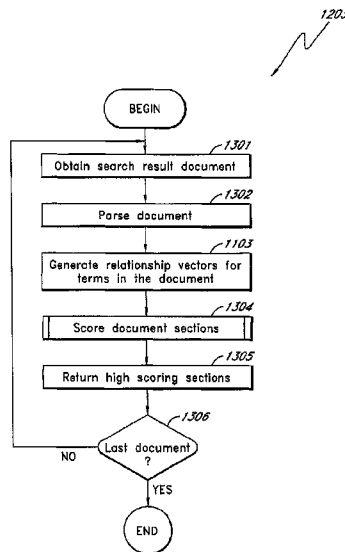 1205
BEGIN
1301
Obtain search result document
1302
Parse document
1103
Generate relationship vectors for
terms in the document
1304
Score document sections
1305
Return high scoring sections
1306
Last document
?
NO
YES
END